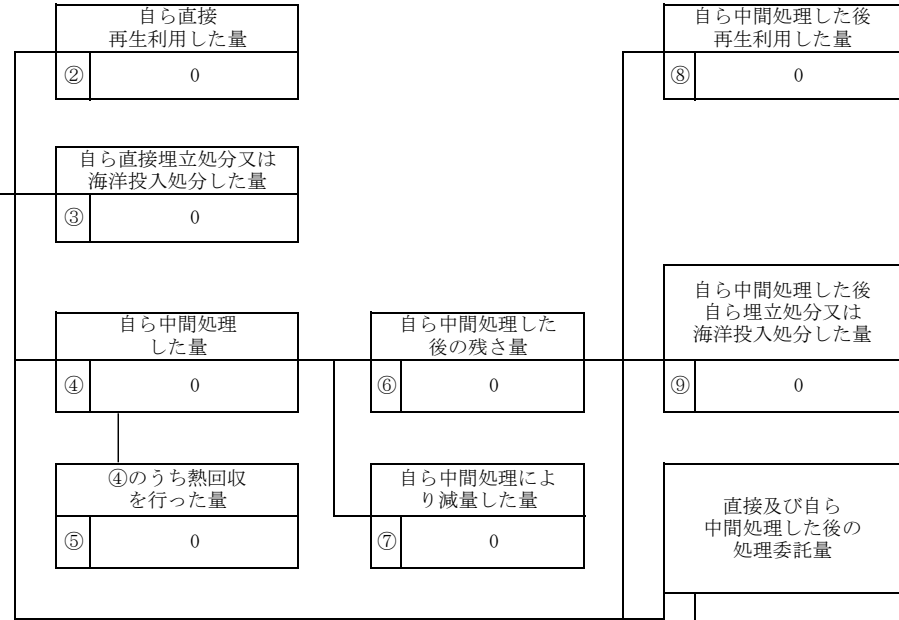 自ら直接
再生利用した量
② 0
自ら中間処理した後
再生利用した量
⑧ 0
自ら直接埋立処分又は
海洋投入処分した量
③ 0
自ら中間処理
した量
④ 0
自ら中間処理した
後の残さ量
⑥ 0
自ら中間処理した後
自ら埋立処分又は
海洋投入処分した量
⑨ 0
④のうち熱回収
を行った量
⑤ 0
自ら中間処理によ
り減量した量
⑦ 0
直接及び自ら
中間処理した後の
処理委託量